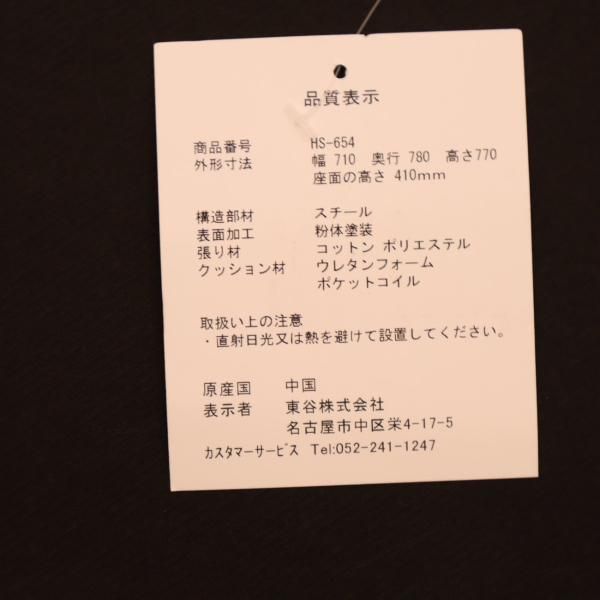 品質表示
商品番号 HS-654
外形寸法 幅 710 奥行 780 高さ770
座面の高さ 410mm
構造部材 スチール
表面加工 粉体塗装
張り材 コットン ポリエステル
クッション材 ウレタンフォーム
ポケットコイル
取扱い上の注意
・直射日光又は熱を避けて設置してください。
原産国 中国
表示者 東谷株式会社
名古屋市中区栄4-17-5
ｶｽﾀﾏｰｻｰﾋﾞｽ Tel:052-241-1247